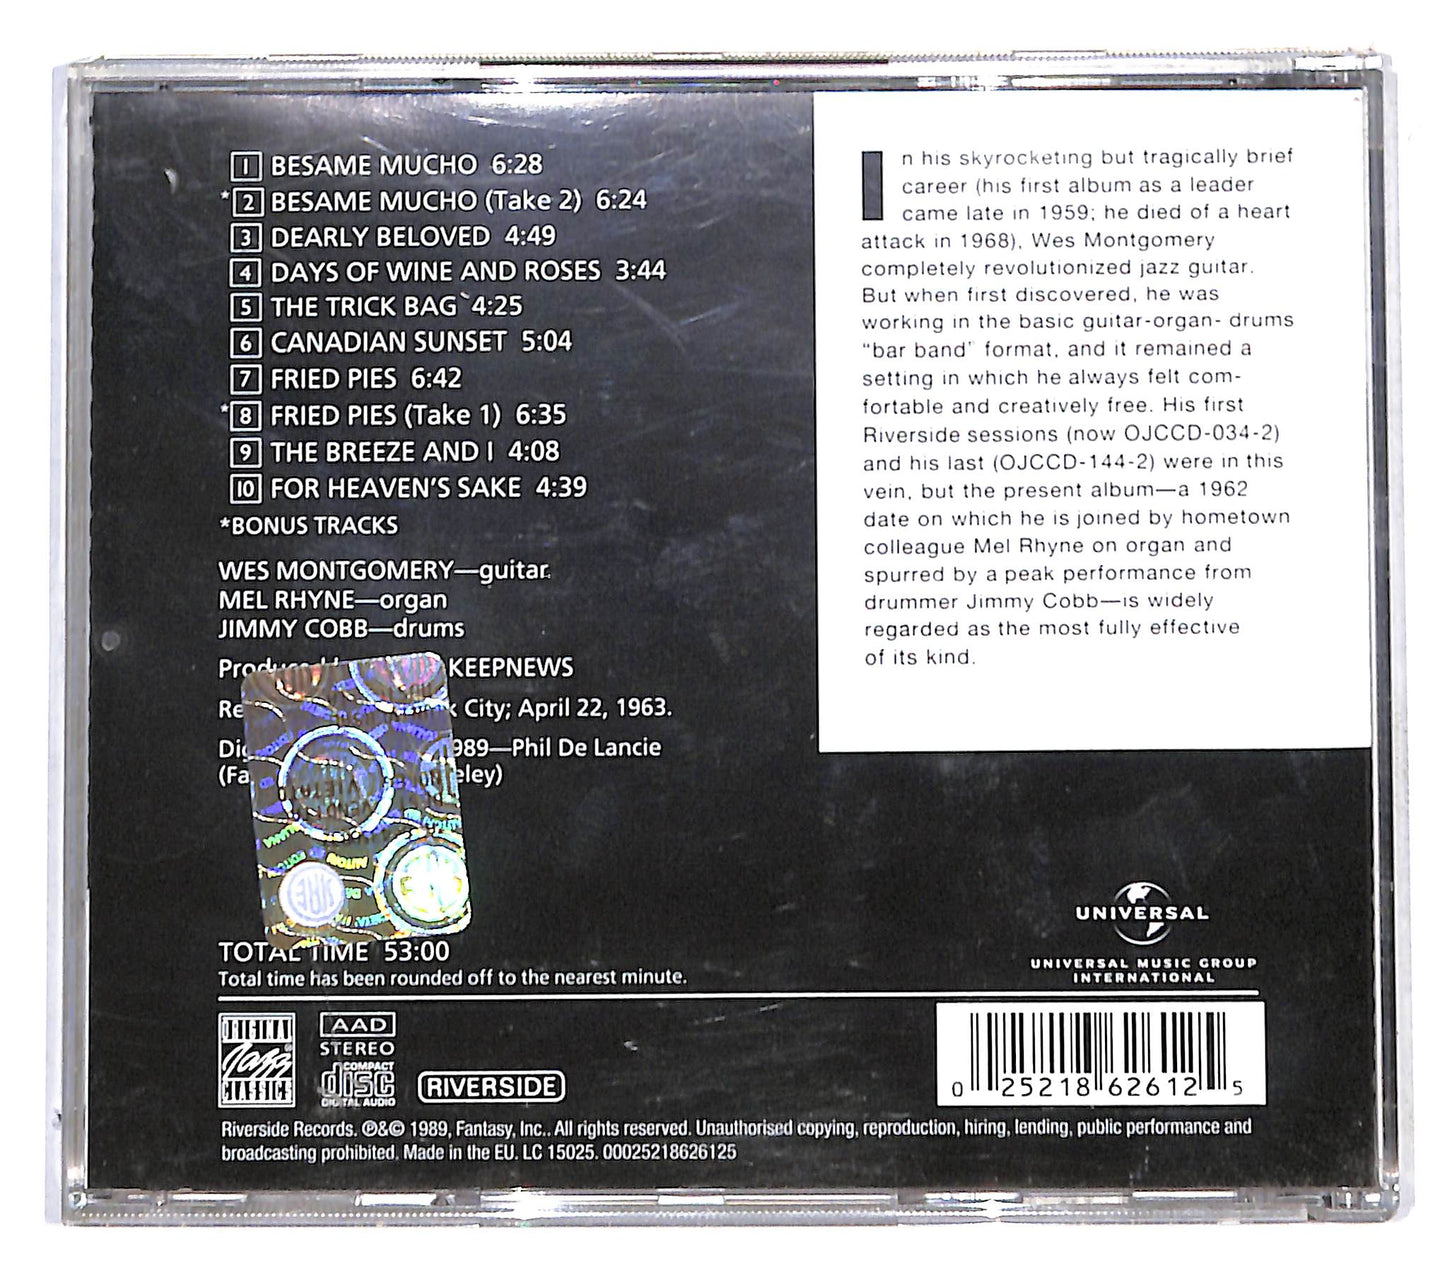 1 BESAME MUCHO 6:28
*2 BESAME MUCHO (Take 2) 6:24
3 DEARLY BELOVED 4:49
4 DAYS OF WINE AND ROSES 3:44
5 THE TRICK BAG 4:25
6 CANADIAN SUNSET 5:04
7 FRIED PIES 6:42
*8 FRIED PIES (Take 1) 6:35
9 THE BREEZE AND I 4:08
10 FOR HEAVEN'S SAKE 4:39
*BONUS TRACKS
WES MONTGOMERY—guitar
MEL RHYNE—organ
JIMMY COBB—drums
KEEPNEWS
City; April 22, 1963.
—Phil De Lancie
TOTAL TIME 53:00
Total time has been rounded off to the nearest minute.
In his skyrocketing but tragically brief
career (his first album as a leader
came late in 1959; he died of a heart
attack in 1968), Wes Montgomery
completely revolutionized jazz guitar.
But when first discovered, he was
working in the basic guitar-organ- drums
“bar band” format, and it remained a
setting in which he always felt com-
fortable and creatively free. His first
Riverside sessions (now OJCCD-034-2)
and his last (OJCCD-144-2) were in this
vein, but the present album—a 1962
date on which he is joined by hometown
colleague Mel Rhyne on organ and
spurred by a peak performance from
drummer Jimmy Cobb—is widely
regarded as the most fully effective
of its kind.
UNIVERSAL
UNIVERSAL MUSIC GROUP
INTERNATIONAL
ORIGINAL
Jazz
CLASSICS
AAD
STEREO
COMPACT
disc
DIGITAL AUDIO
RIVERSIDE
0 25218 62612 5
Riverside Records. ℗&© 1989, Fantasy, Inc.. All rights reserved. Unauthorised copying, reproduction, hiring, lending, public performance and
broadcasting prohibited. Made in the EU. LC 15025. 00025218626125